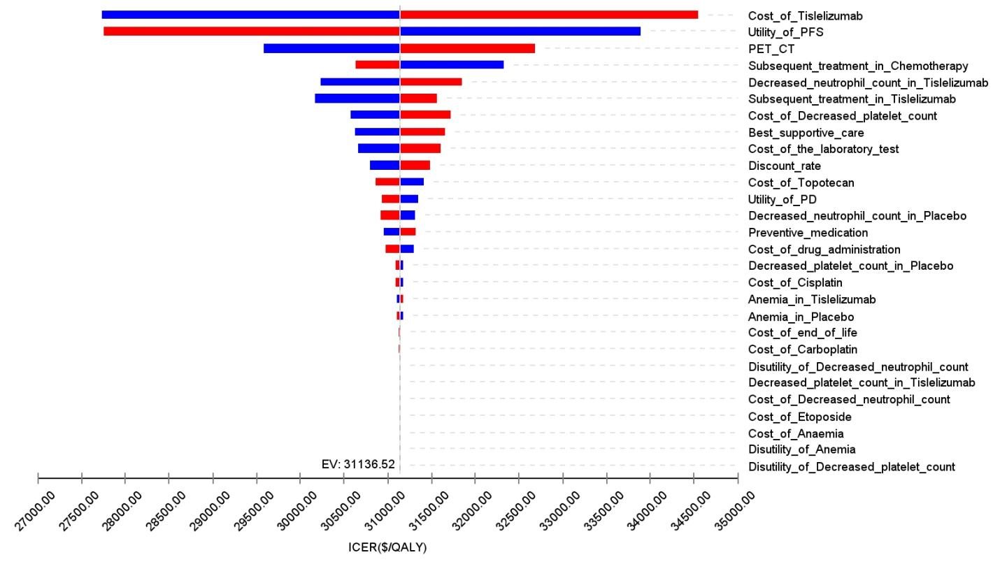 Cost_of_Tislelizumab
Utility_of_PFS
PET_CT
Subsequent_treatment_in_Chemotherapy
Decreased_neutrophil_count_in_Tislelizumab
Subsequent_treatment_in_Tislelizumab
Cost_of_Decreased_platelet_count
Best_supportive_care
Cost_of_the_laboratory_test
Discount_rate
Cost_of_Topotecan
Utility_of_PD
Decreased_neutrophil_count_in_Placebo
Preventive_medication
Cost_of_drug_administration
Decreased_platelet_count_in_Placebo
Cost_of_Cisplatin
Anemia_in_Tislelizumab
Anemia_in_Placebo
Cost_of_end_of_life
Cost_of_Carboplatin
Disutility_of_Decreased_neutrophil_count
Decreased_platelet_count_in_Tislelizumab
Cost_of_Decreased_neutrophil_count
Cost_of_Etoposide
Cost_of_Anaemia
Disutility_of_Anemia
EV: 31136.52
Disutility_of_Decreased_platelet_count
27000.00
27500.00
28000.00
28500.00
29000.00
29500.00
30000.00
30500.00
31000.00
31500.00
32000.00
32500.00
33000.00
33500.00
34000.00
34500.00
35000.00
ICER($/QALY)